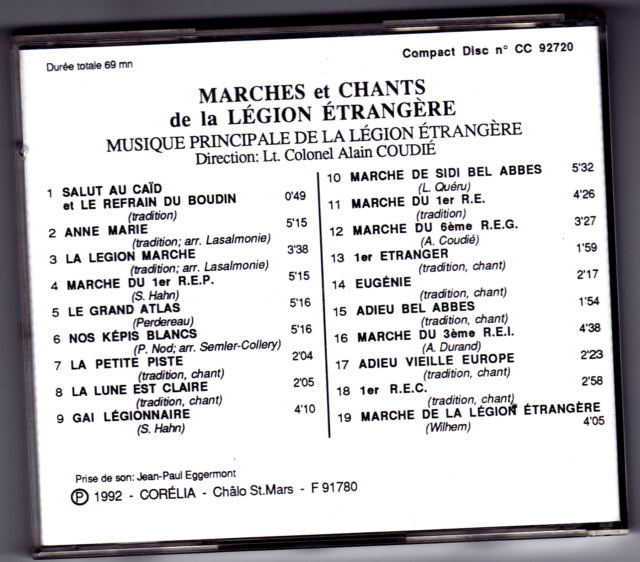 Durée totale 69 mn
Compact Disc n° CC 92720
MARCHES et CHANTS
de la LÉGION ÉTRANGÈRE
MUSIQUE PRINCIPALE DE LA LÉGION ÉTRANGÈRE
Direction: Lt. Colonel Alain COUDIÉ
1 SALUT AU CAÏD
et LE REFRAIN DU BOUDIN 0'49
(tradition)
2 ANNE MARIE 5'15
(tradition; arr. Lasalmonie)
3 LA LEGION MARCHE 3'38
(tradition; arr. Lasalmonie)
4 MARCHE DU 1er R.E.P. 5'15
(S. Hahn)
5 LE GRAND ATLAS 5'16
(Perdereau)
6 NOS KÉPIS BLANCS 5'16
(P. Nod; arr. Semler-Collery)
7 LA PETITE PISTE 2'04
(tradition, chant)
8 LA LUNE EST CLAIRE 2'05
(tradition, chant)
9 GAI LÉGIONNAIRE 4'10
(S. Hahn)
10 MARCHE DE SIDI BEL ABBES 5'32
(L. Quéru)
11 MARCHE DU 1er R.E. 4'26
(tradition)
12 MARCHE DU 6ème R.E.G. 3'27
(A. Coudié)
13 1er ETRANGER 1'59
(tradition, chant)
14 EUGÉNIE 2'17
(tradition, chant)
15 ADIEU BEL ABBES 1'54
(tradition, chant)
16 MARCHE DU 3ème R.E.I. 4'38
(A. Durand)
17 ADIEU VIEILLE EUROPE 2'23
(tradition, chant)
18 1er R.E.C. 2'58
(tradition, chant)
19 MARCHE DE LA LÉGION ÉTRANGÈRE
(Wilhem) 4'05
Prise de son: Jean-Paul Eggermont
Ⓟ 1992 - CORÉLIA - Châlo St.Mars - F 91780